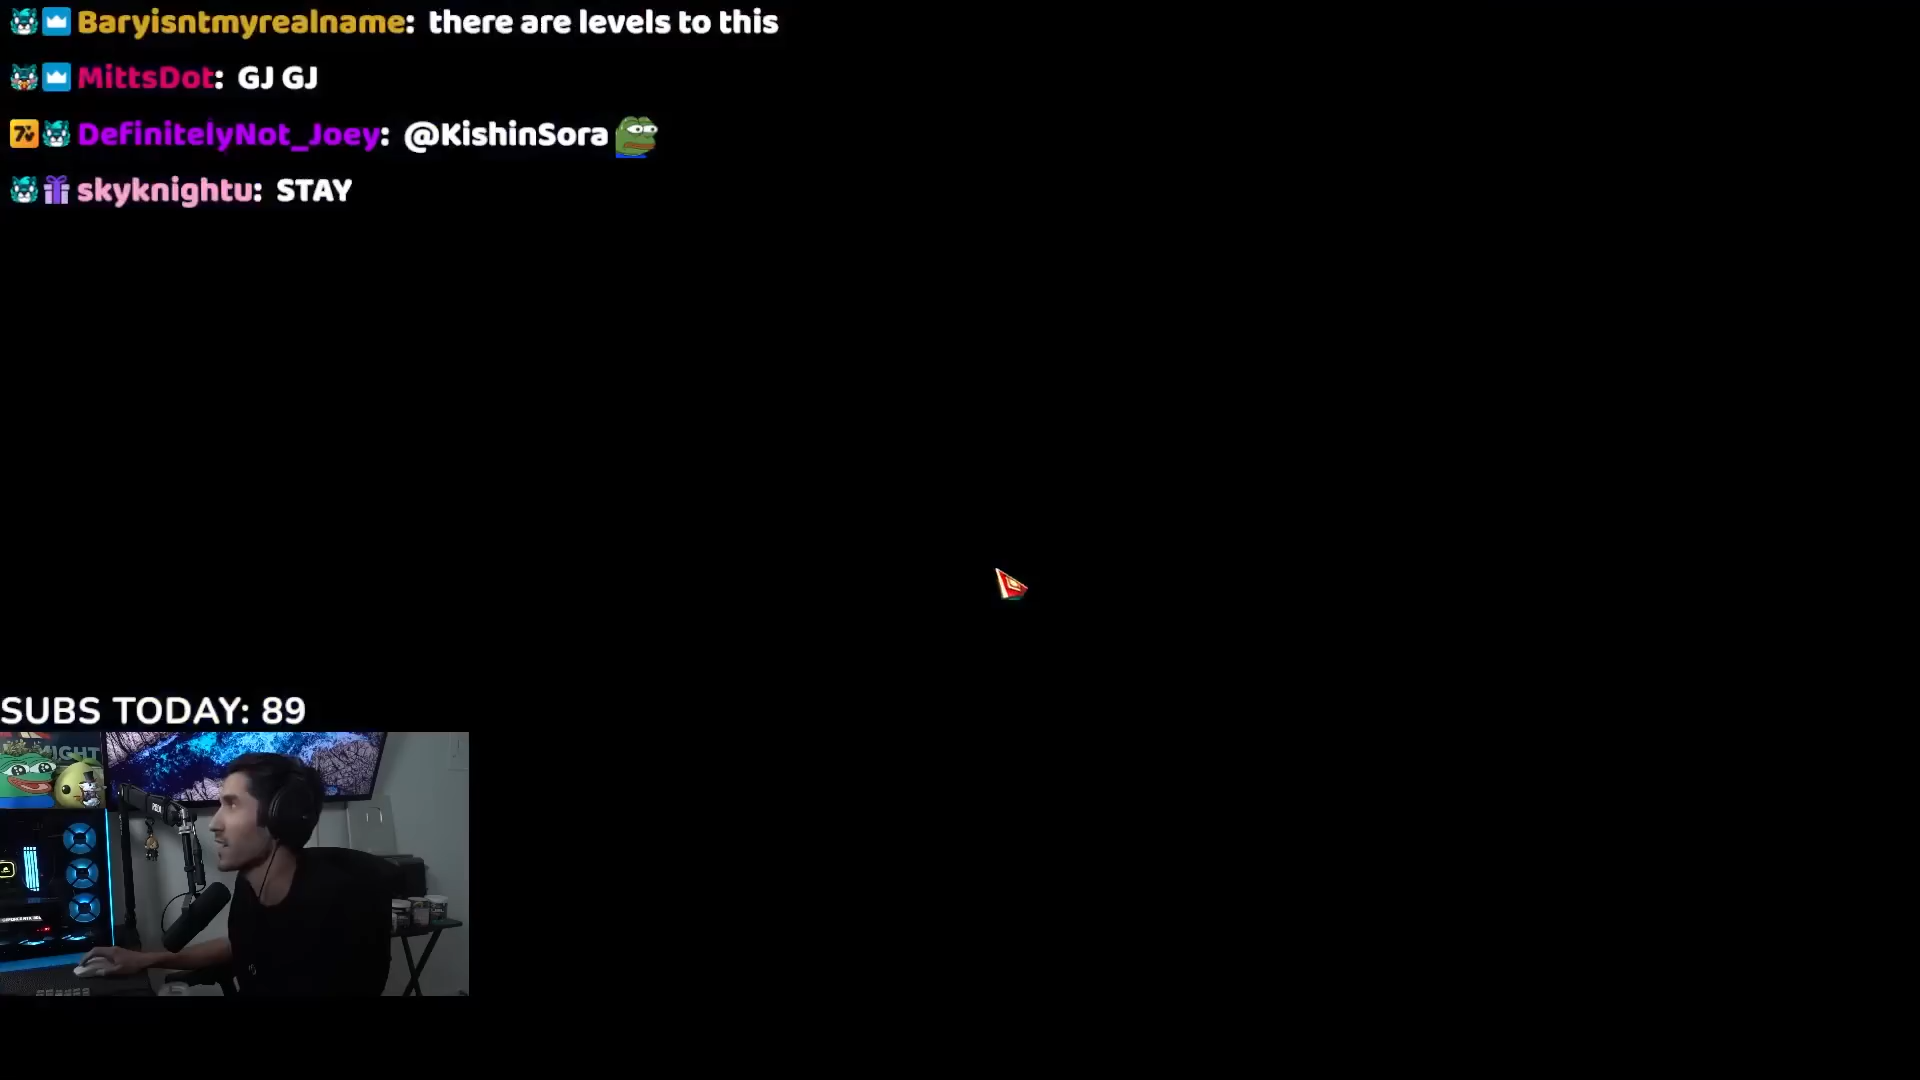 Baryisntmyrealname: there are levels to this
MittsDot: GJ GJ
DefinitelyNot_Joey: @KishinSora
skyknightu: STAY
SUBS TODAY: 89